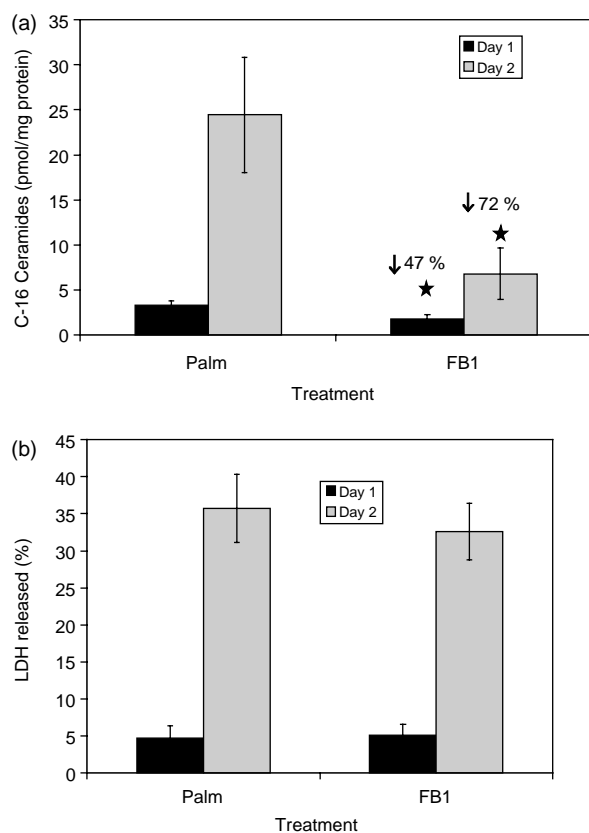 (a)
C-16 Ceramides (pmol/mg protein)
35
30
25
20
15
10
5
0
Day 1
Day 2
↓ 47 %
★
↓ 72 %
★
Palm
FB1
Treatment
(b)
LDH released (%)
45
40
35
30
25
20
15
10
5
0
Day 1
Day 2
Palm
FB1
Treatment